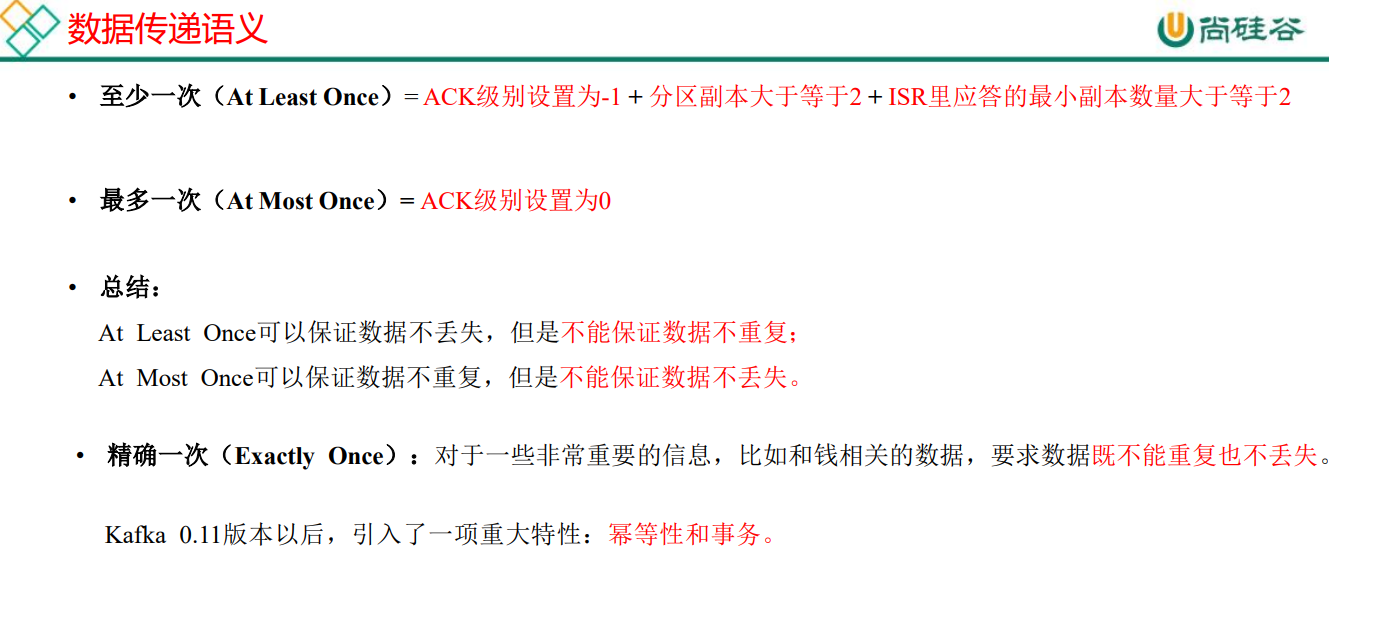 数据传递语义
尚硅谷
• 至少一次（At Least Once）= ACK级别设置为-1 + 分区副本大于等于2 + ISR里应答的最小副本数量大于等于2
• 最多一次（At Most Once）= ACK级别设置为0
• 总结：
At Least Once可以保证数据不丢失，但是不能保证数据不重复；
At Most Once可以保证数据不重复，但是不能保证数据不丢失。
• 精确一次（Exactly Once）：对于一些非常重要的信息，比如和钱相关的数据，要求数据既不能重复也不丢失。
Kafka 0.11版本以后，引入了一项重大特性：幂等性和事务。